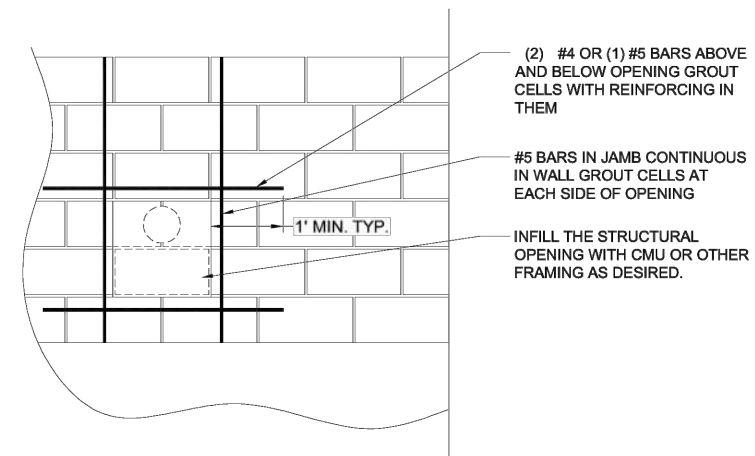 (2) #4 OR (1) #5 BARS ABOVE
AND BELOW OPENING GROUT
CELLS WITH REINFORCING IN
THEM
#5 BARS IN JAMB CONTINUOUS
IN WALL GROUT CELLS AT
EACH SIDE OF OPENING
1' MIN. TYP.
INFILL THE STRUCTURAL
OPENING WITH CMU OR OTHER
FRAMING AS DESIRED.